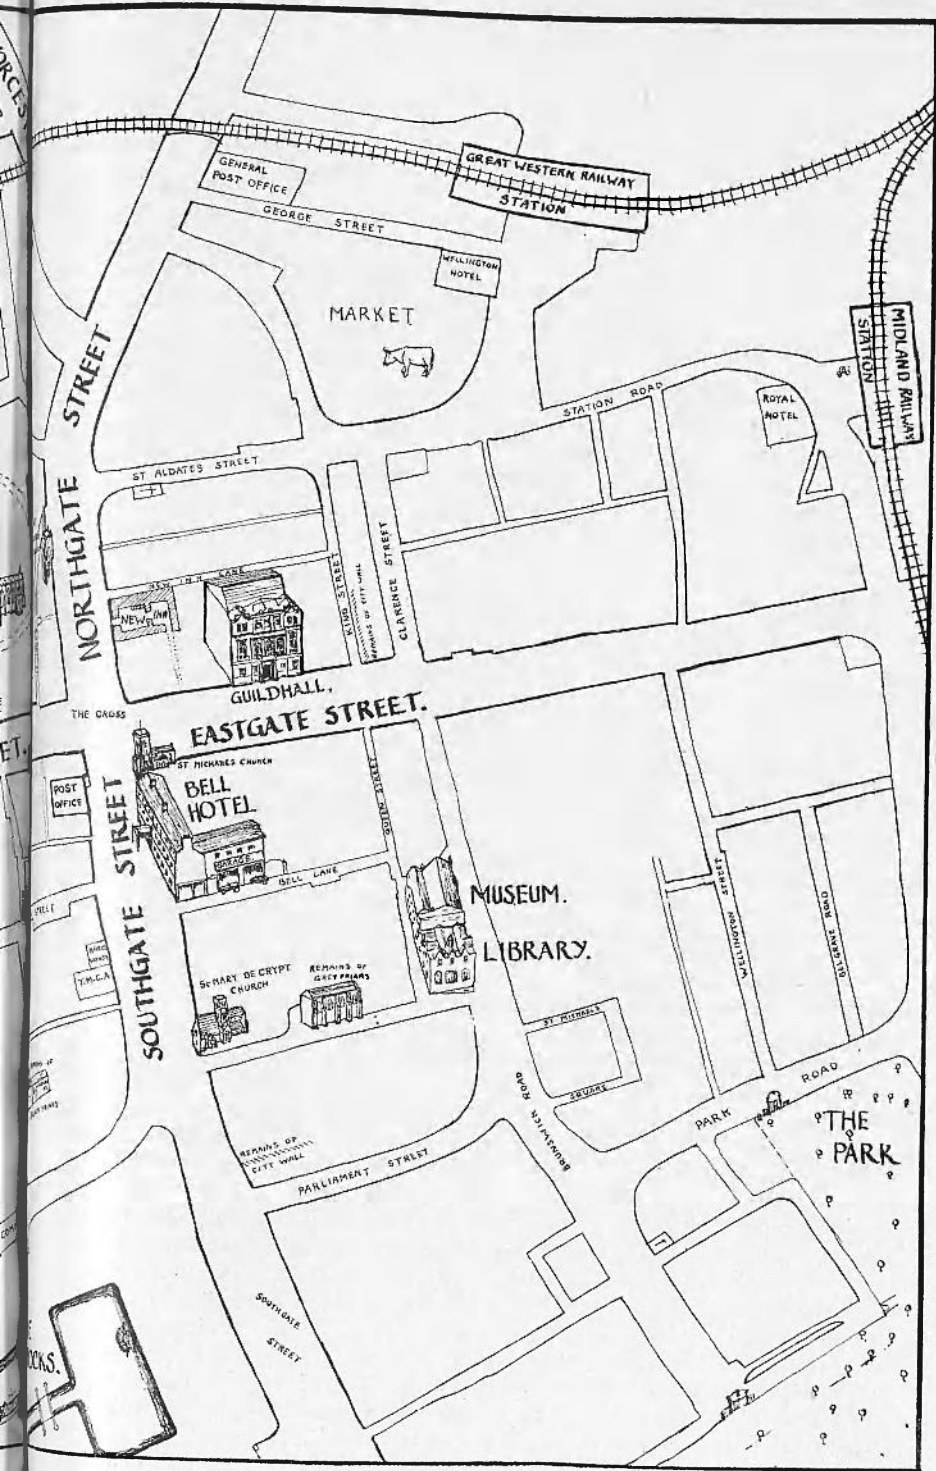 GENERAL
POST OFFICE
GREAT WESTERN RAILWAY
STATION
GEORGE STREET
WELLINGTON
HOTEL
MARKET
MIDLAND RAILWAY
STATION
NORTHGATE STREET
STATION ROAD
ROYAL
HOTEL
ST ALDATES STREET
NEW INN LANE
NEW INN
KING STREET
REMAINS OF CITY WALL
CLARENCE STREET
GUILDHALL.
THE CROSS
EASTGATE STREET.
ET.
ST MICHAELS CHURCH
POST
OFFICE
BELL
HOTEL
GARAGE
QUEEN STREET
BELL LANE
SOUTHGATE STREET
MUSEUM.
LIBRARY.
WELLINGTON STREET
BELGRAVE ROAD
Y.M.C.A
ST MARY DE CRYPT
CHURCH
REMAINS OF
GREYFRIARS
ST MICHAELS
SQUARE
BRUNSWICK ROAD
PARK ROAD
THE
PARK
REMAINS OF
CITY WALL
PARLIAMENT STREET
SOUTHGATE
STREET
OCKS.